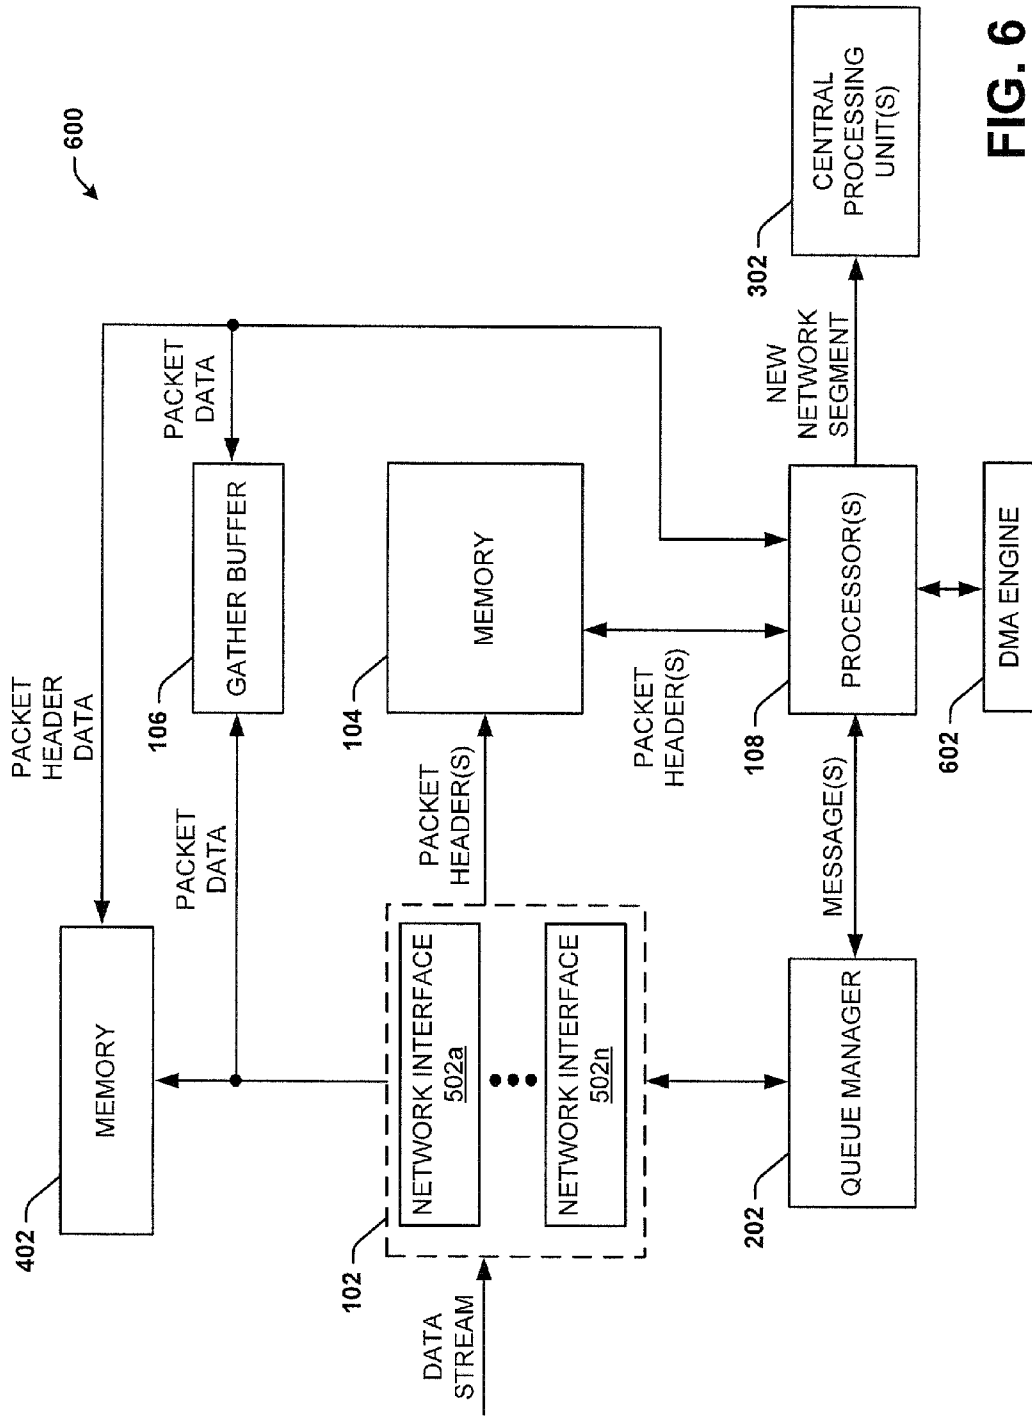 600
402
MEMORY
PACKET
HEADER
DATA
PACKET
DATA
106
GATHER BUFFER
PACKET
DATA
DATA
STREAM
102
NETWORK INTERFACE
502a
NETWORK INTERFACE
502n
PACKET
HEADER(S)
104
MEMORY
PACKET
HEADER(S)
202
QUEUE MANAGER
MESSAGE(S)
108
PROCESSOR(S)
NEW
NETWORK
SEGMENT
302
CENTRAL
PROCESSING
UNIT(S)
602
DMA ENGINE
FIG. 6